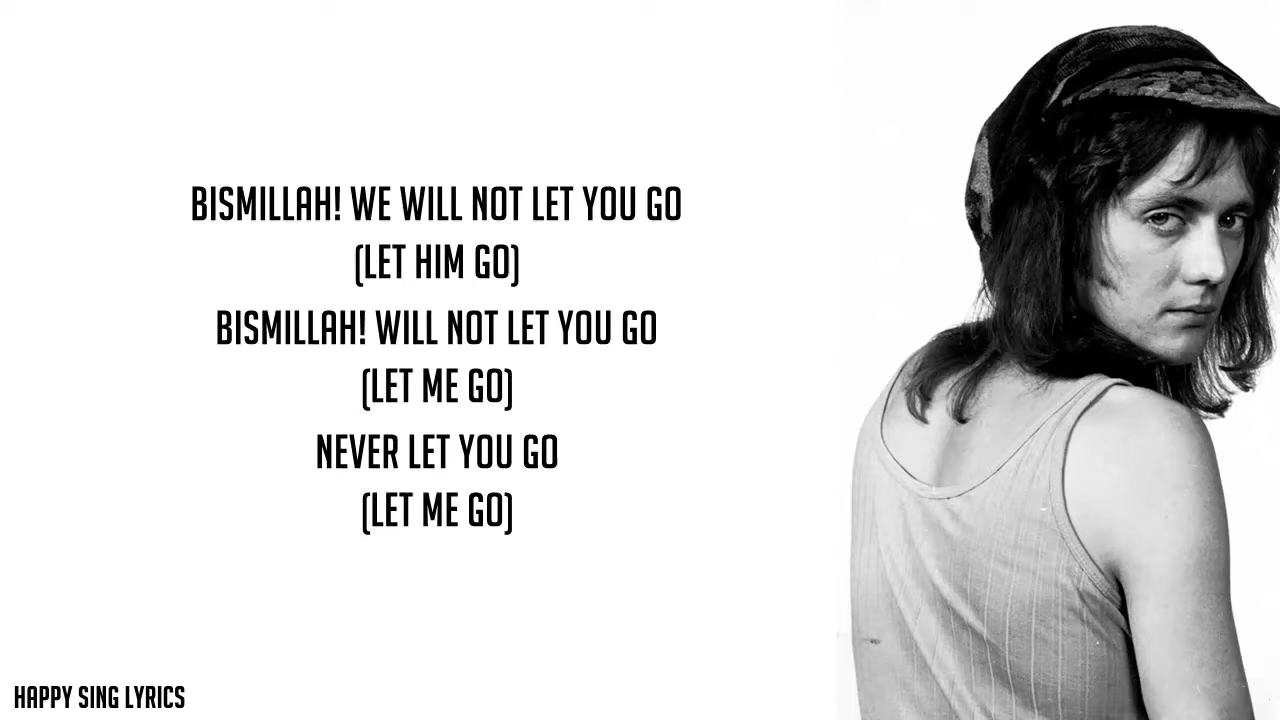 BISMILLAH! WE WILL NOT LET YOU GO
(LET HIM GO)
BISMILLAH! WILL NOT LET YOU GO
(LET ME GO)
NEVER LET YOU GO
(LET ME GO)
HAPPY SING LYRICS